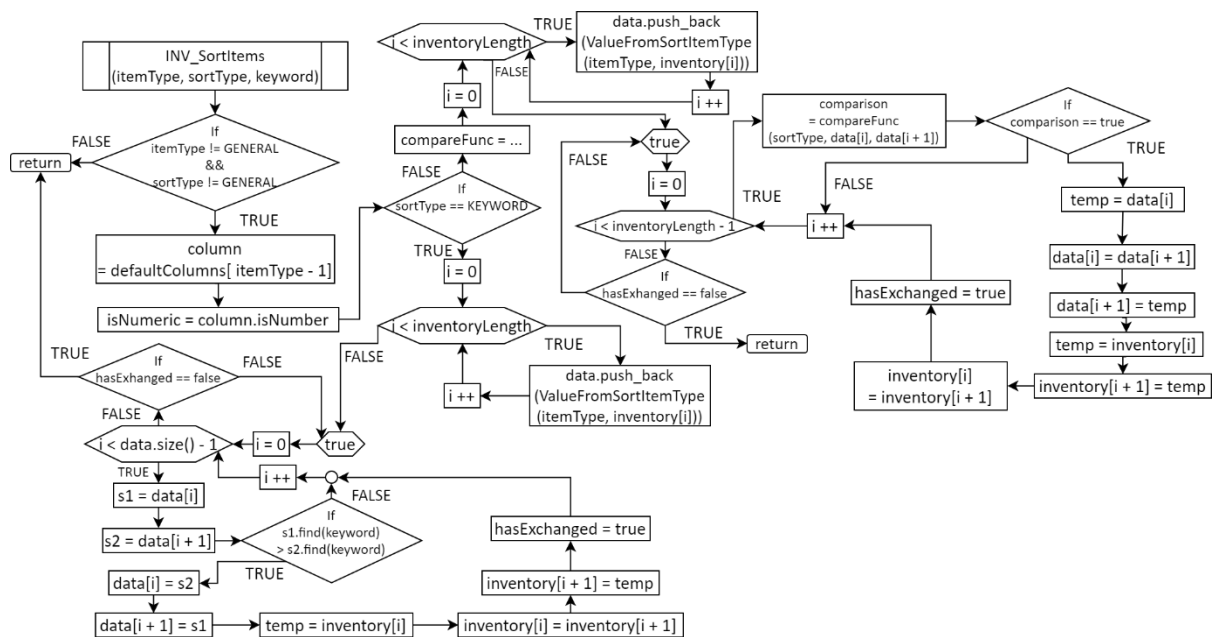 INV_SortItems
(itemType, sortType, keyword)
FALSE
If
itemType != GENERAL
&&
sortType != GENERAL
return
TRUE
column
= defaultColumns[ itemType - 1]
isNumeric = column.isNumber
If
sortType == KEYWORD
FALSE
compareFunc = ...
i = 0
i < inventoryLength
TRUE
data.push_back
(ValueFromSortItemType
(itemType, inventory[i]))
i ++
FALSE
true
i = 0
i < inventoryLength - 1
TRUE
comparison
= compareFunc
(sortType, data[i], data[i + 1])
If
comparison == true
TRUE
FALSE
i ++
temp = data[i]
data[i] = data[i + 1]
data[i + 1] = temp
temp = inventory[i]
inventory[i + 1] = temp
inventory[i]
= inventory[i + 1]
hasExchanged = true
FALSE
If
hasExhanged == false
FALSE
TRUE
return
TRUE
i = 0
i < inventoryLength
TRUE
data.push_back
(ValueFromSortItemType
(itemType, inventory[i]))
i ++
FALSE
true
i = 0
i < data.size() - 1
FALSE
If
hasExhanged == false
TRUE
FALSE
TRUE
s1 = data[i]
s2 = data[i + 1]
If
s1.find(keyword)
> s2.find(keyword)
FALSE
i ++
TRUE
data[i] = s2
data[i + 1] = s1
temp = inventory[i]
inventory[i] = inventory[i + 1]
inventory[i + 1] = temp
hasExchanged = true